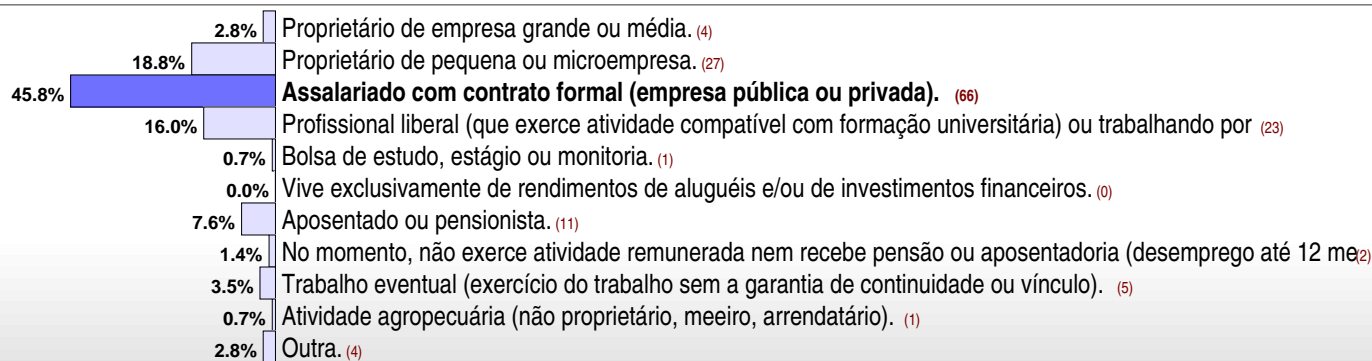 2.8% Proprietário de empresa grande ou média. (4)
18.8% Proprietário de pequena ou microempresa. (27)
45.8% Assalariado com contrato formal (empresa pública ou privada). (66)
16.0% Profissional liberal (que exerce atividade compatível com formação universitária) ou trabalhando por (23)
0.7% Bolsa de estudo, estágio ou monitoria. (1)
0.0% Vive exclusivamente de rendimentos de aluguéis e/ou de investimentos financeiros. (0)
7.6% Aposentado ou pensionista. (11)
1.4% No momento, não exerce atividade remunerada nem recebe pensão ou aposentadoria (desemprego até 12 me(2)
3.5% Trabalho eventual (exercício do trabalho sem a garantia de continuidade ou vínculo). (5)
0.7% Atividade agropecuária (não proprietário, meeiro, arrendatário). (1)
2.8% Outra. (4)